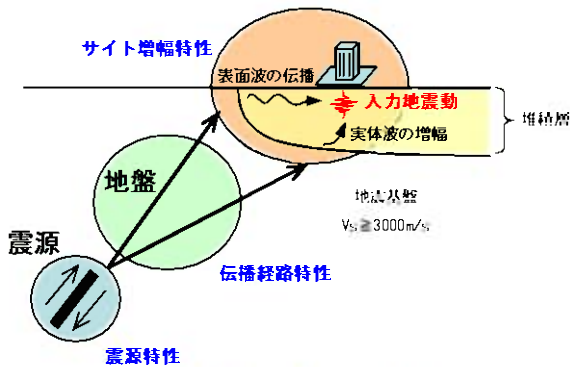 サイト増幅特性
表面波の伝播
入力地震動
堆積層
実体波の増幅
地盤
地震基盤
Vs≧3000m/s
震源
伝播経路特性
震源特性